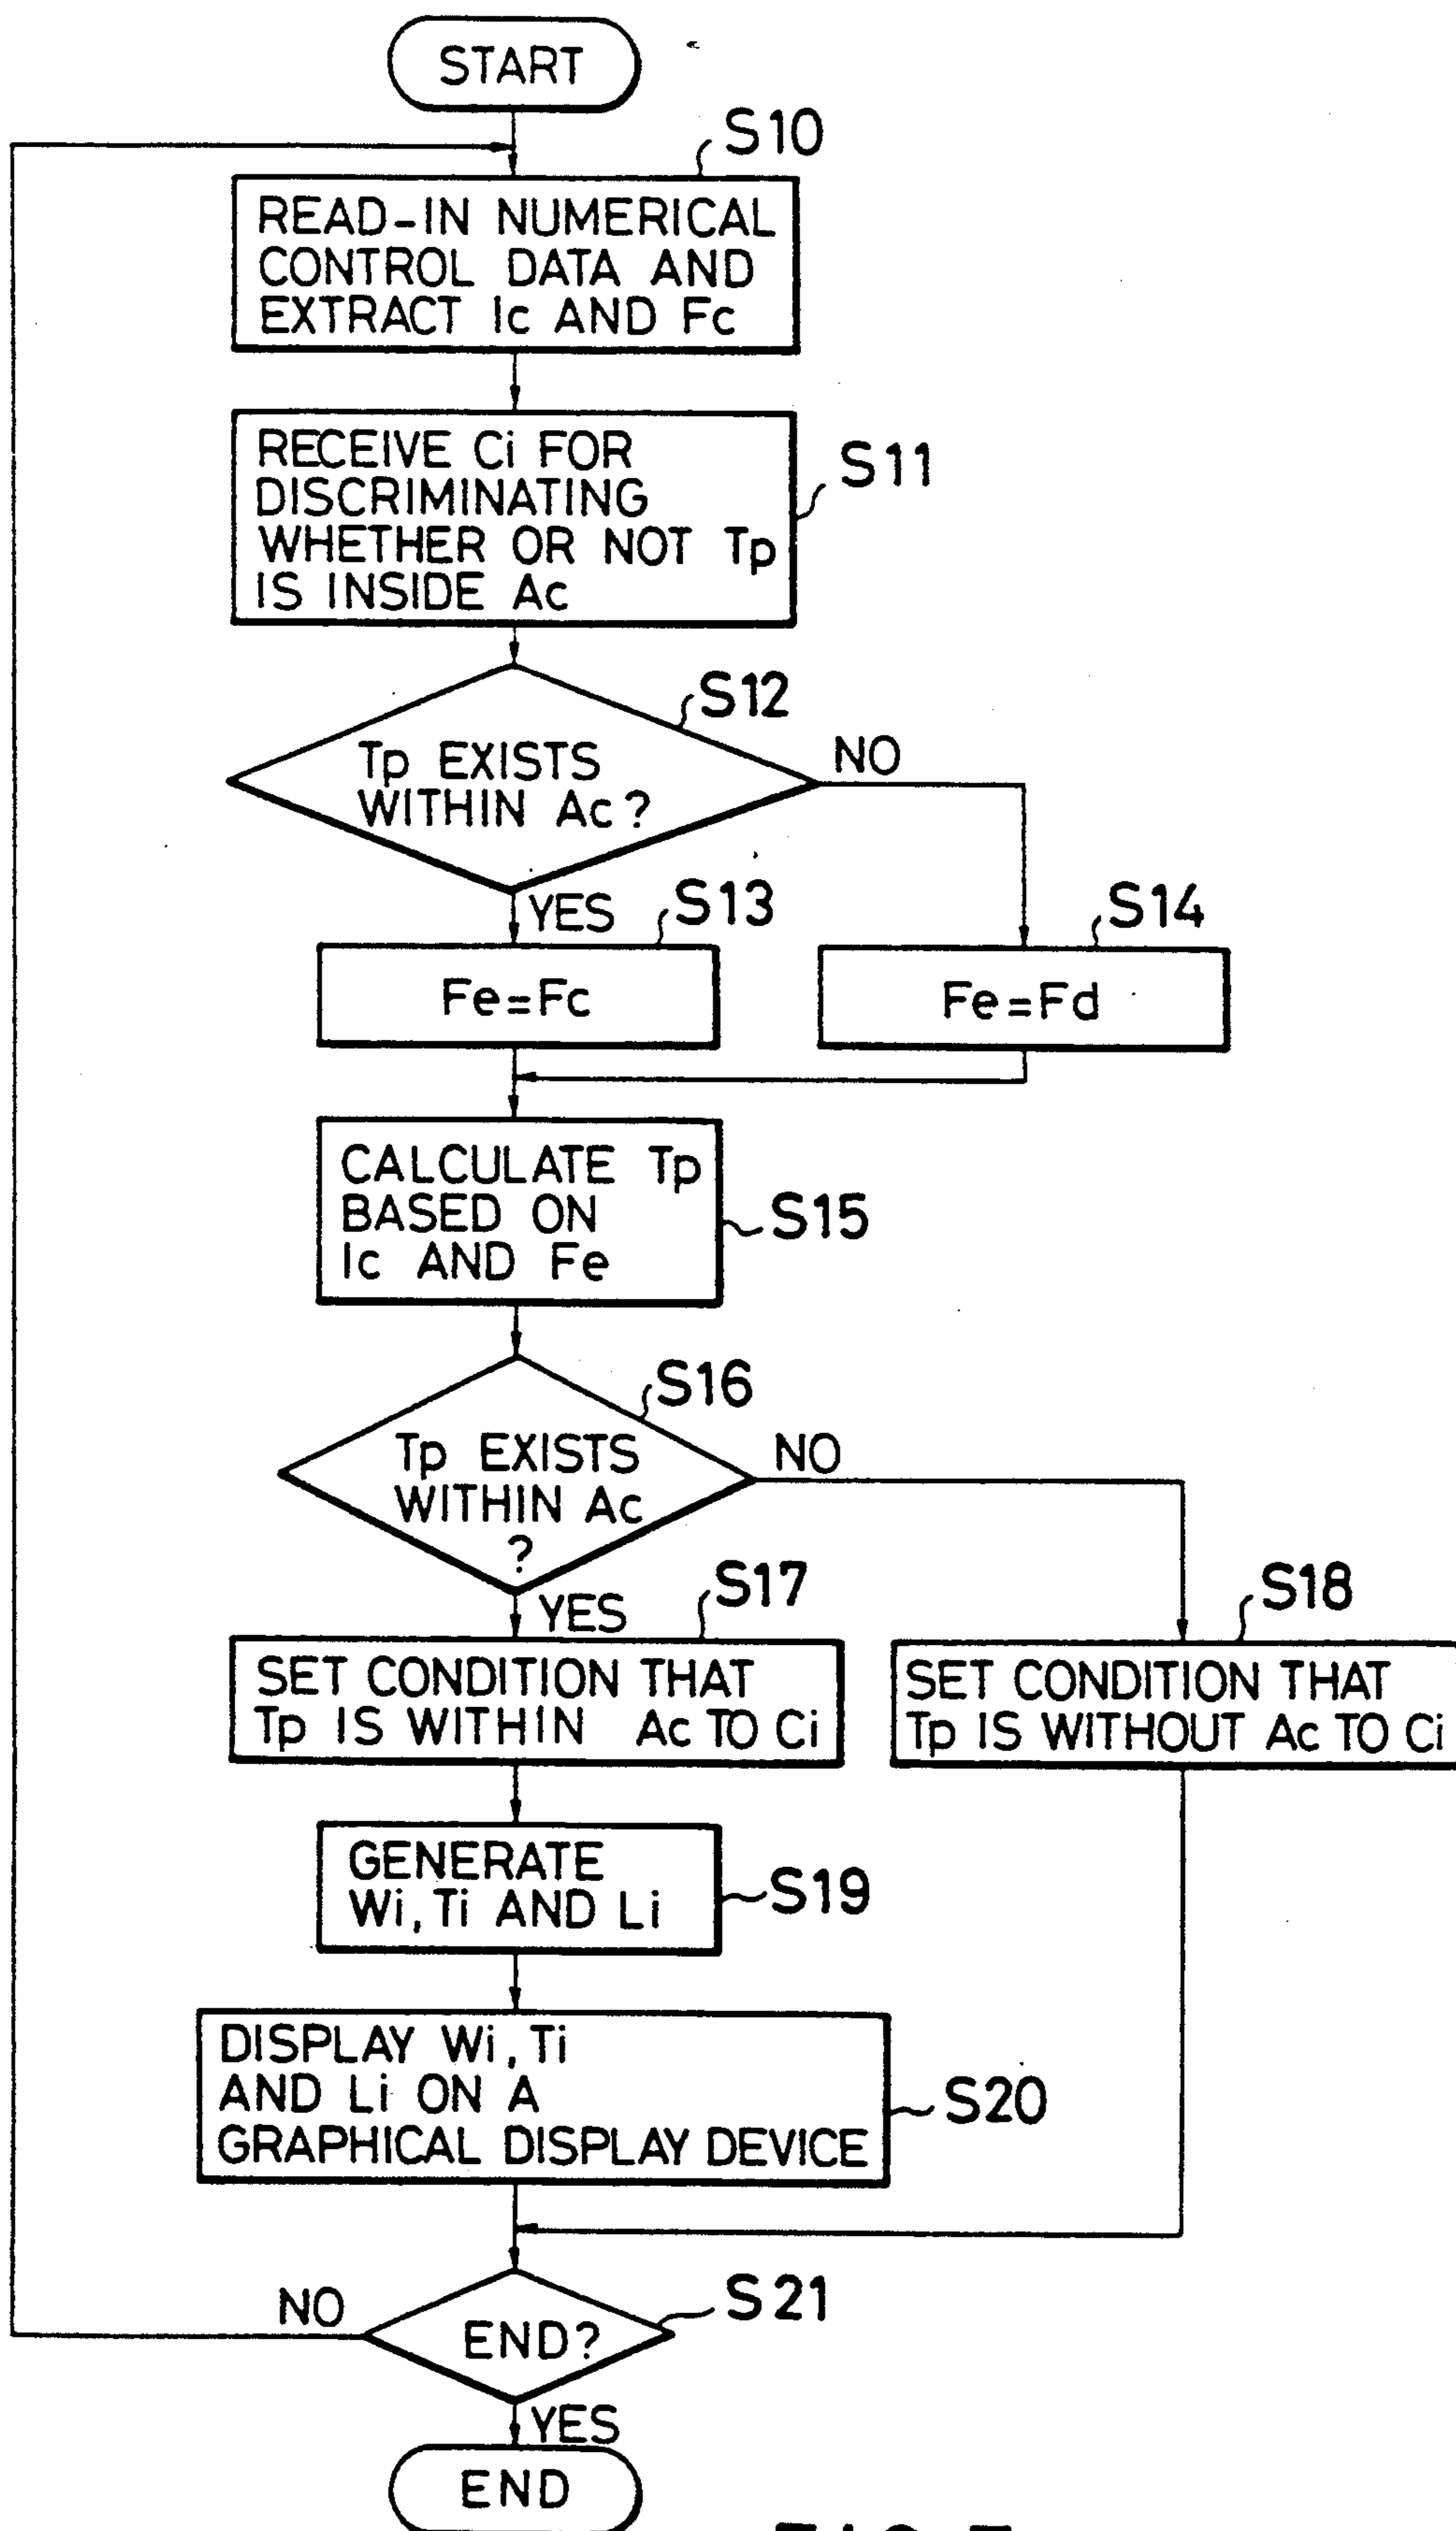 START
S10
READ-IN NUMERICAL
CONTROL DATA AND
EXTRACT Ic AND Fc
RECEIVE Ci FOR
DISCRIMINATING
WHETHER OR NOT Tp
IS INSIDE Ac
S11
S12
Tp EXISTS
WITHIN Ac?
NO
YES
S13
S14
Fe=Fc
Fe=Fd
CALCULATE Tp
BASED ON
Ic AND Fe
S15
S16
Tp EXISTS
WITHIN Ac
?
NO
YES
S17
S18
SET CONDITION THAT
Tp IS WITHIN Ac TO Ci
SET CONDITION THAT
Tp IS WITHOUT Ac TO Ci
GENERATE
Wi, Ti AND Li
S19
DISPLAY Wi, Ti
AND Li ON A
GRAPHICAL DISPLAY DEVICE
S20
NO
S21
END?
YES
END